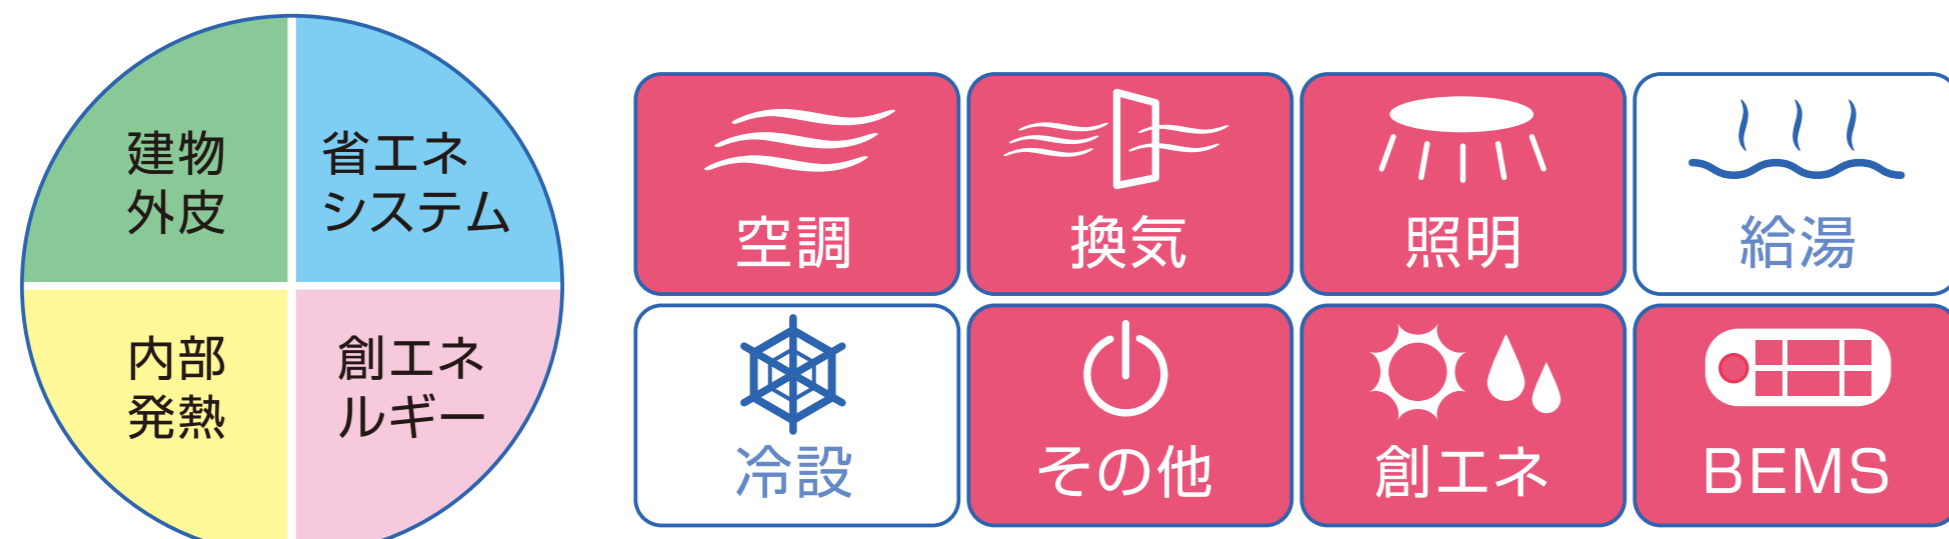 建物
外皮
省エネ
システム
内部
発熱
創エネ
ルギー
空調
換気
照明
給湯
冷設
その他
創エネ
BEMS